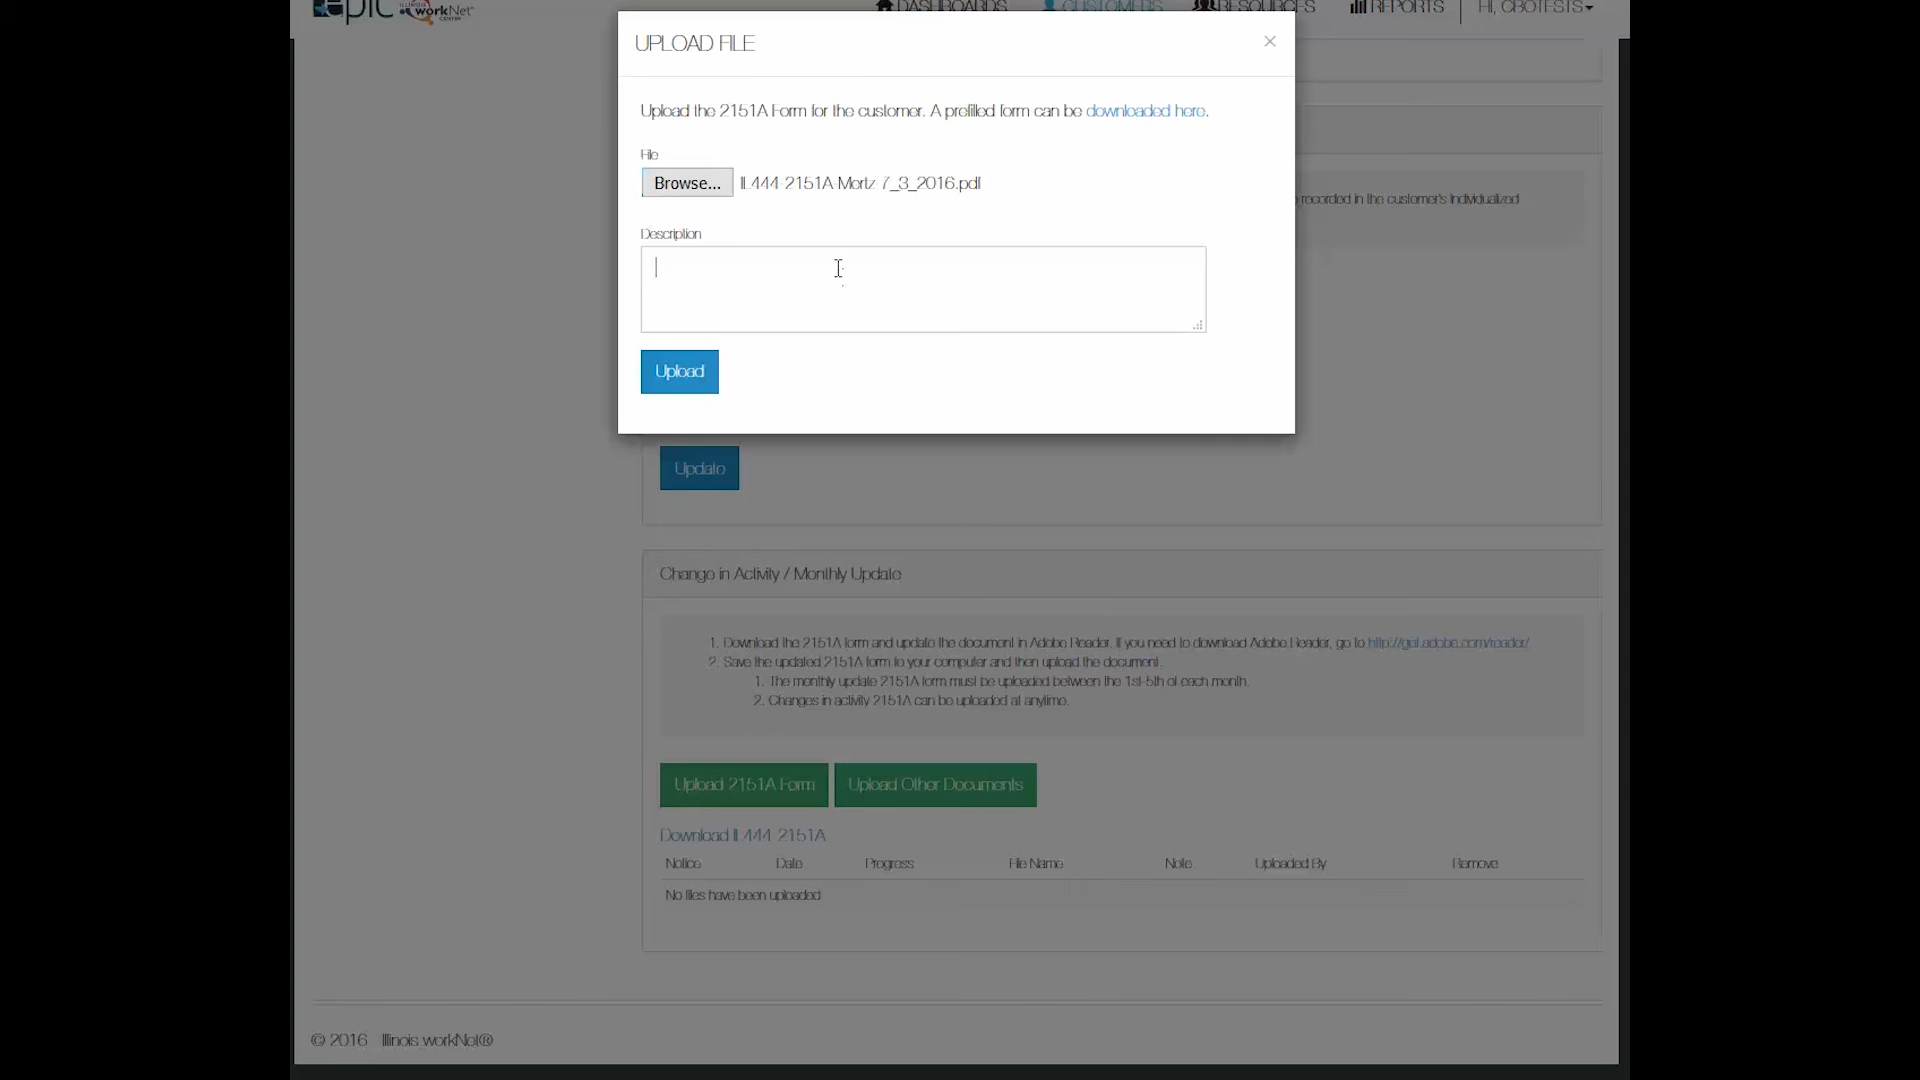 epic ILLINOIS workNet CENTER
DASHBOARDS CUSTOMERS RESOURCES REPORTS HI, CBOTEST5
UPLOAD FILE ×
Upload the 2151A Form for the customer. A prefilled form can be downloaded here.
File
Browse... IL444-2151A Mertz 7_3_2016.pdf
recorded in the customer's individualized
Description
Upload
Update
Change in Activity / Monthly Update
1. Download the 2151A form and update the document in Adobe Reader. If you need to download Adobe Reader, go to http://get.adobe.com/reader/
2. Save the updated 2151A form to your computer and then upload the document.
1. The monthly update 2151A form must be uploaded between the 1st-5th of each month.
2. Changes in activity 2151A can be uploaded at anytime.
Upload 2151A Form Upload Other Documents
Download IL444-2151A
Notice Date Progress File Name Note Uploaded By Remove
No files have been uploaded
© 2016 Illinois workNet®